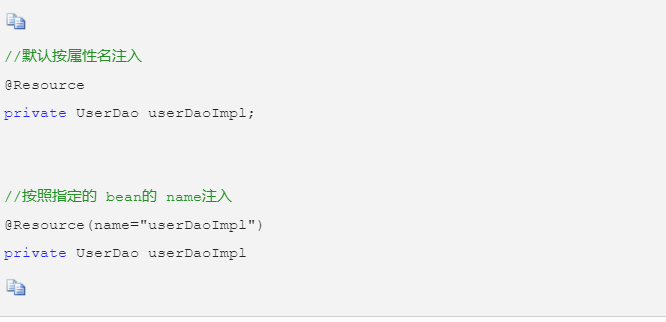 //默认按属性名注入
@Resource
private UserDao userDaoImpl;
//按照指定的 bean的 name注入
@Resource(name="userDaoImpl")
private UserDao userDaoImpl